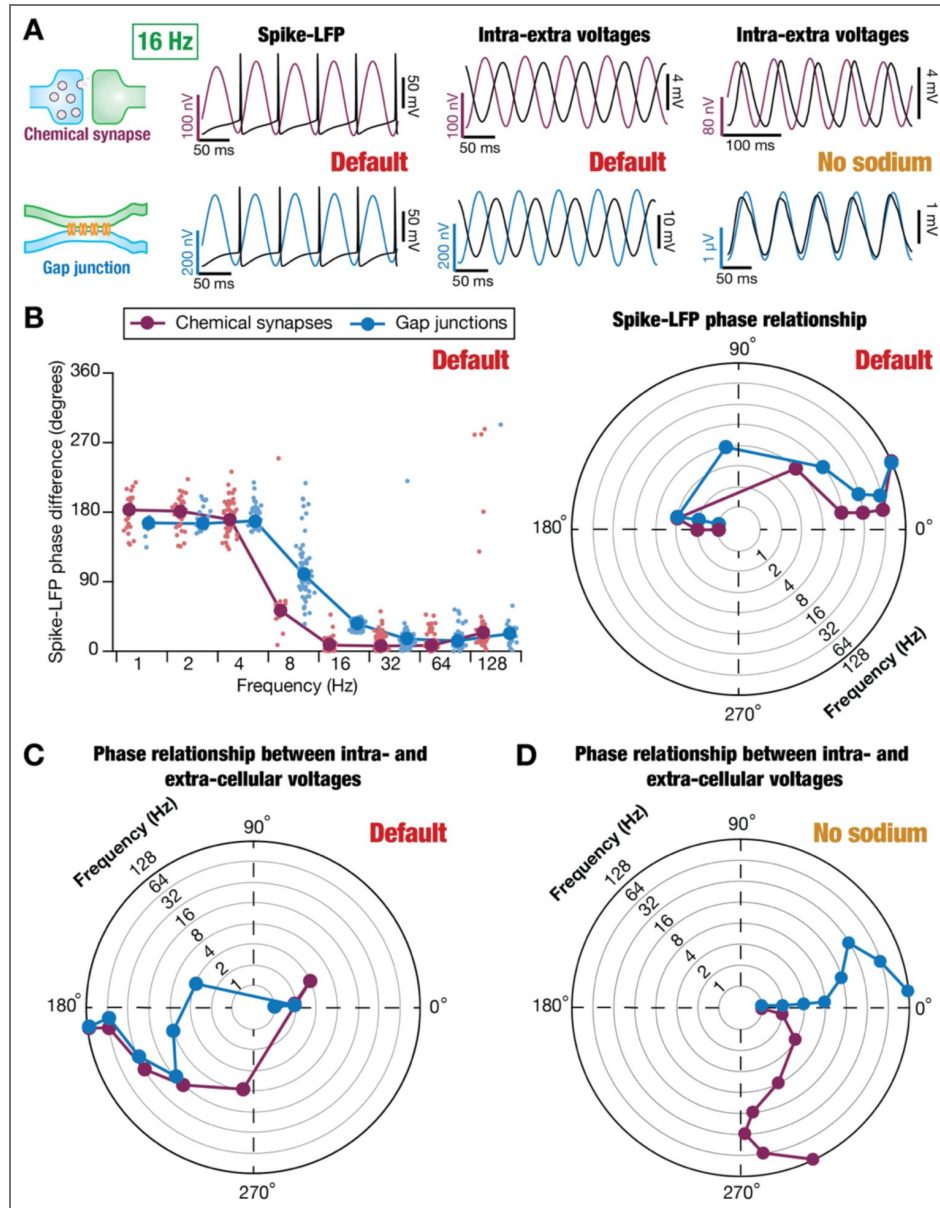 A
16 Hz
Spike-LFP
Intra-extra voltages
Intra-extra voltages
Chemical synapse
100 nV
50 mV
50 ms
100 nV
4 mV
50 ms
80 nV
4 mV
100 ms
Default
Default
No sodium
Gap junction
200 nV
50 mV
50 ms
200 nV
10 mV
50 ms
1 µV
1 mV
50 ms
B
Chemical synapses
Gap junctions
Default
Spike-LFP phase difference (degrees)
360
270
180
90
0
1 2 4 8 16 32 64 128
Frequency (Hz)
Spike-LFP phase relationship
Default
90°
180°
0°
270°
1
2
4
8
16
32
64
128
Frequency (Hz)
C
Phase relationship between intra- and
extra-cellular voltages
Default
Frequency (Hz)
128
64
32
16
8
4
2
1
90°
180°
0°
270°
D
Phase relationship between intra- and
extra-cellular voltages
No sodium
Frequency (Hz)
128
64
32
16
8
4
2
1
90°
180°
0°
270°